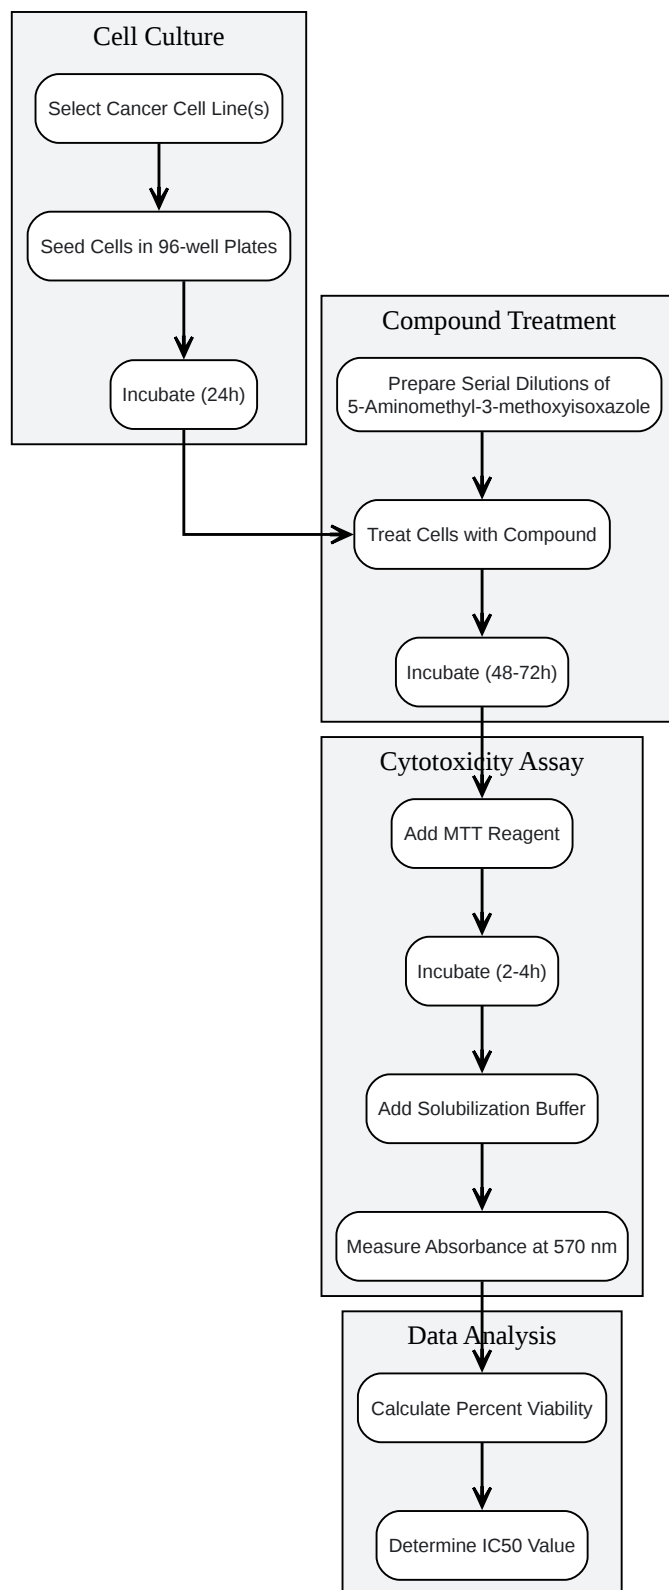 Cell Culture
Select Cancer Cell Line(s)
Seed Cells in 96-well Plates
Incubate (24h)
Compound Treatment
Prepare Serial Dilutions of
5-Aminomethyl-3-methoxyisoxazole
Treat Cells with Compound
Incubate (48-72h)
Cytotoxicity Assay
Add MTT Reagent
Incubate (2-4h)
Add Solubilization Buffer
Measure Absorbance at 570 nm
Data Analysis
Calculate Percent Viability
Determine IC50 Value